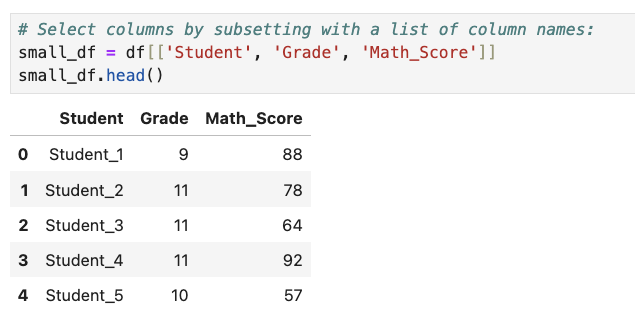 # Select columns by subsetting with a list of column names:
small_df = df[['Student', 'Grade', 'Math_Score']]
small_df.head()
Student Grade Math_Score
0 Student_1 9 88
1 Student_2 11 78
2 Student_3 11 64
3 Student_4 11 92
4 Student_5 10 57